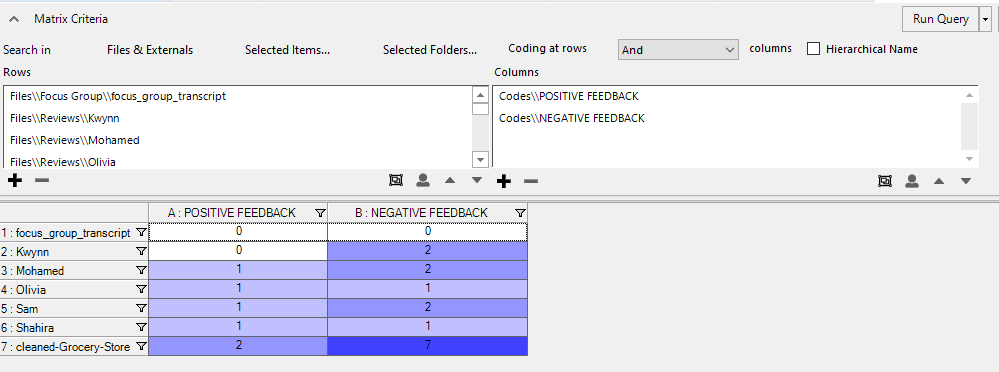 Matrix Criteria Run Query
Search in Files & Externals Selected Items... Selected Folders... Coding at rows And columns Hierarchical Name
Rows Columns
Files\\Focus Group\\focus_group_transcript Codes\\POSITIVE FEEDBACK
Files\\Reviews\\Kwynn Codes\\NEGATIVE FEEDBACK
Files\\Reviews\\Mohamed
Files\\Reviews\\Olivia
A : POSITIVE FEEDBACK B : NEGATIVE FEEDBACK
1 : focus_group_transcript 0 0
2 : Kwynn 0 2
3 : Mohamed 1 2
4 : Olivia 1 1
5 : Sam 1 2
6 : Shahira 1 1
7 : cleaned-Grocery-Store 2 7